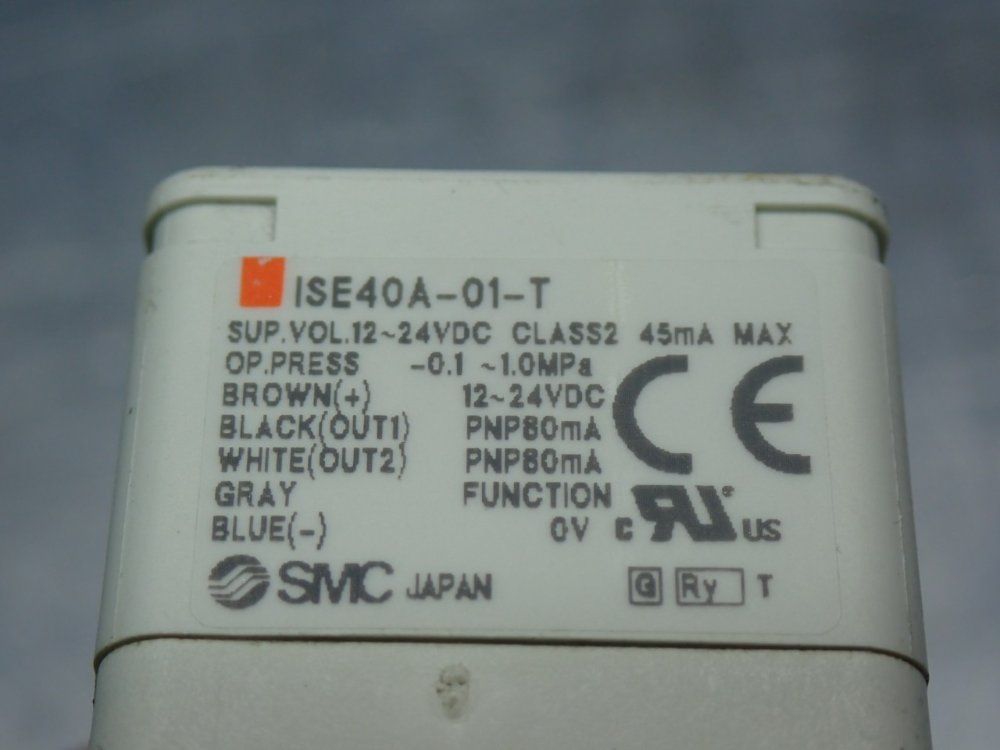 ISE40A-01-T
SUP.VOL.12~24VDC CLASS2 45mA MAX
OP.PRESS -0.1 ~1.0MPa
BROWN(+) 12~24VDC
BLACK(OUT1) PNP80mA
WHITE(OUT2) PNP80mA
GRAY FUNCTION
BLUE(-) 0V
CE
c RU US
SMC JAPAN
G Ry T